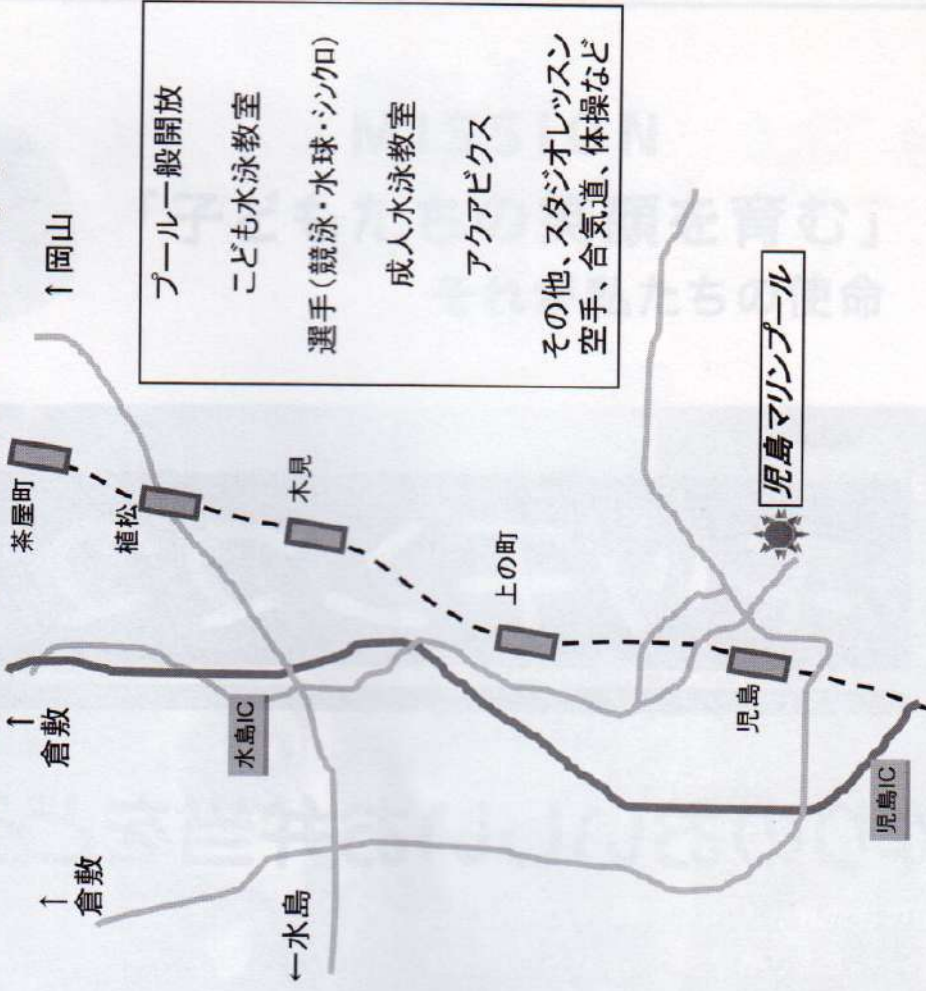 ↑岡山
プール一般開放
こども水泳教室
選手(競泳・水球・シンクロ)
成人水泳教室
アクアビクス
その他、スタジオレッスン
空手、合気道、体操など
茶屋町
植松
木見
上の町
児島
児島マリンプール
↑
倉敷
水島IC
↑
倉敷
←水島
児島IC